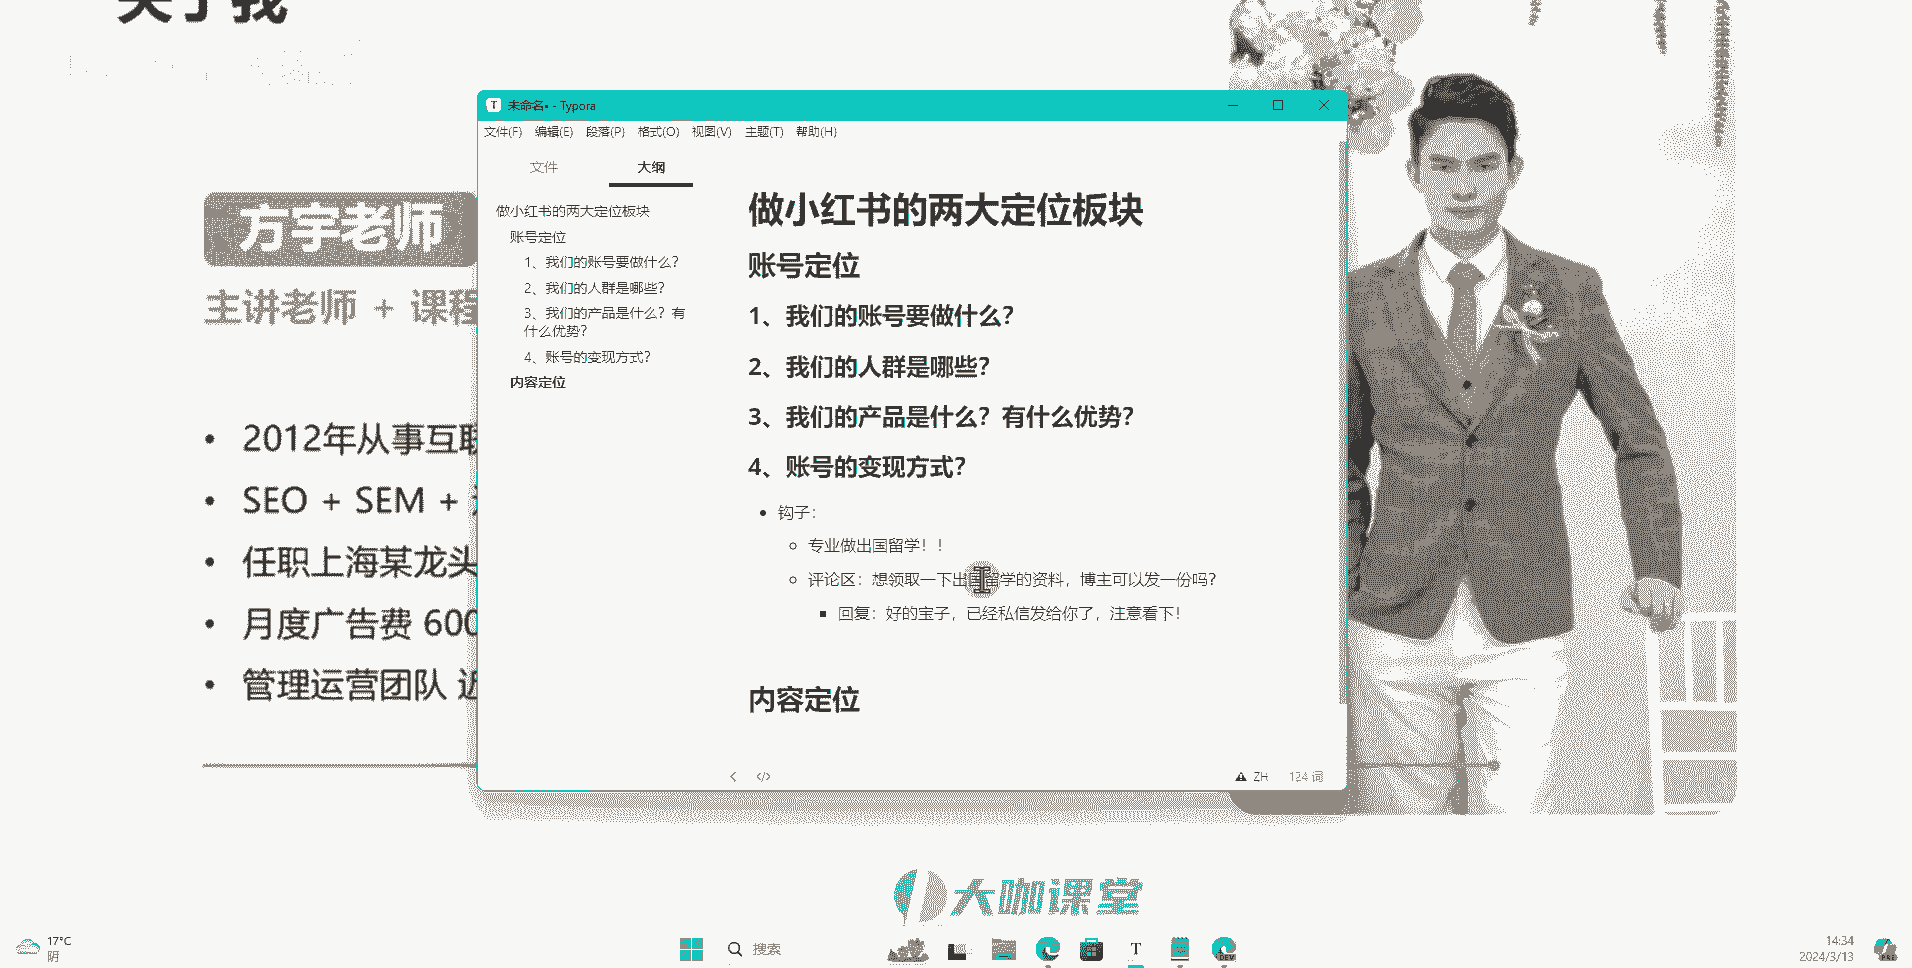 关于我
方宇老师
主讲老师 + 课程
• 2012年从事互联
• SEO + SEM +
• 任职上海某龙头
• 月度广告费 600
• 管理运营团队 近
未命名• - Typora
文件(F) 编辑(E) 段落(P) 格式(O) 视图(V) 主题(T) 帮助(H)
文件 大纲
做小红书的两大定位板块
账号定位
1、我们的账号要做什么?
2、我们的人群是哪些?
3、我们的产品是什么?有
什么优势?
4、账号的变现方式?
内容定位
做小红书的两大定位板块
账号定位
1、我们的账号要做什么?
2、我们的人群是哪些?
3、我们的产品是什么?有什么优势?
4、账号的变现方式?
• 钩子:
专业做出国留学!!
评论区:想领取一下出国留学的资料,博主可以发一份吗?
回复:好的宝子,已经私信发给你了,注意看下!
内容定位
ZH 124 词
大咖课堂
17°C
阴
搜索
T
DEV
14:34
2024/3/13